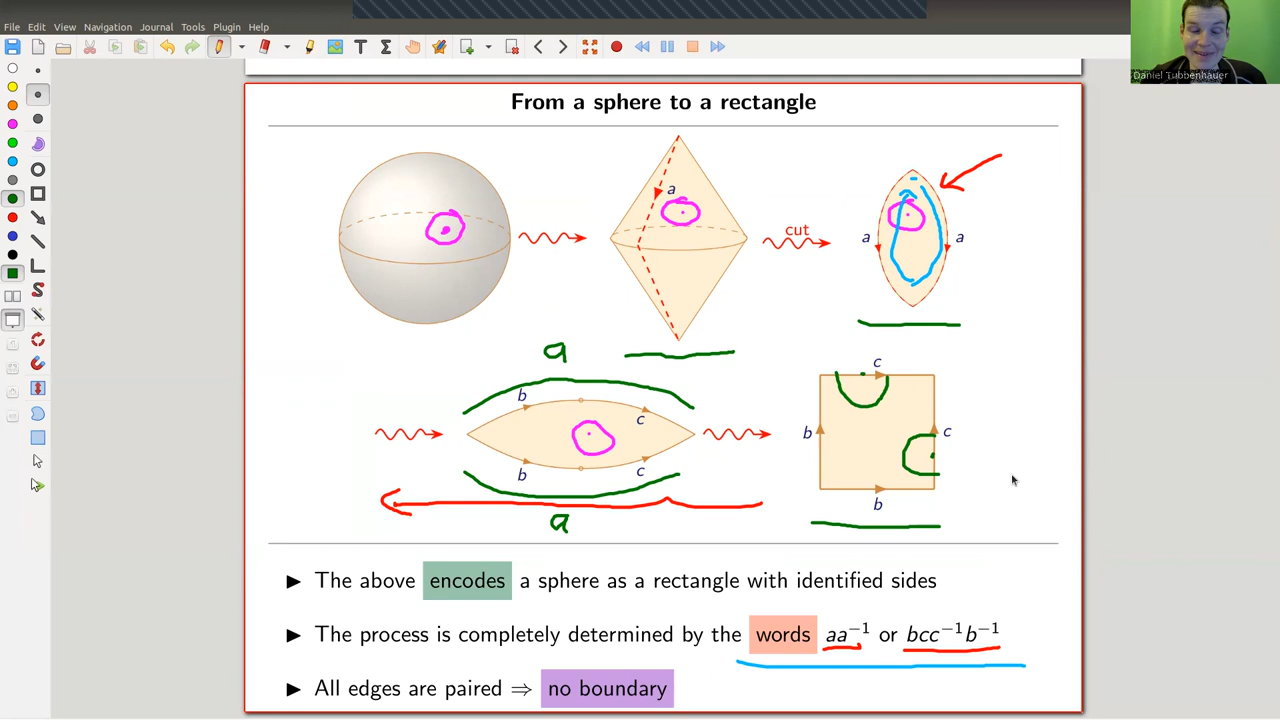 File Edit View Navigation Journal Tools Plugin Help
Daniel Tubbenhauer
From a sphere to a rectangle
a
cut
a a
a
b c
b c
a
c
b c
b
► The above encodes a sphere as a rectangle with identified sides
► The process is completely determined by the words aa⁻¹ or bcc⁻¹b⁻¹
► All edges are paired ⇒ no boundary